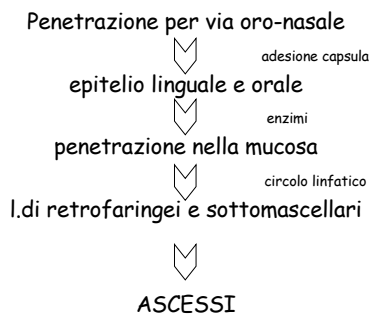 Penetrazione per via oro-nasale
adesione capsula
epitelio linguale e orale
enzimi
penetrazione nella mucosa
circolo linfatico
l.di retrofaringei e sottomascellari
ASCESSI